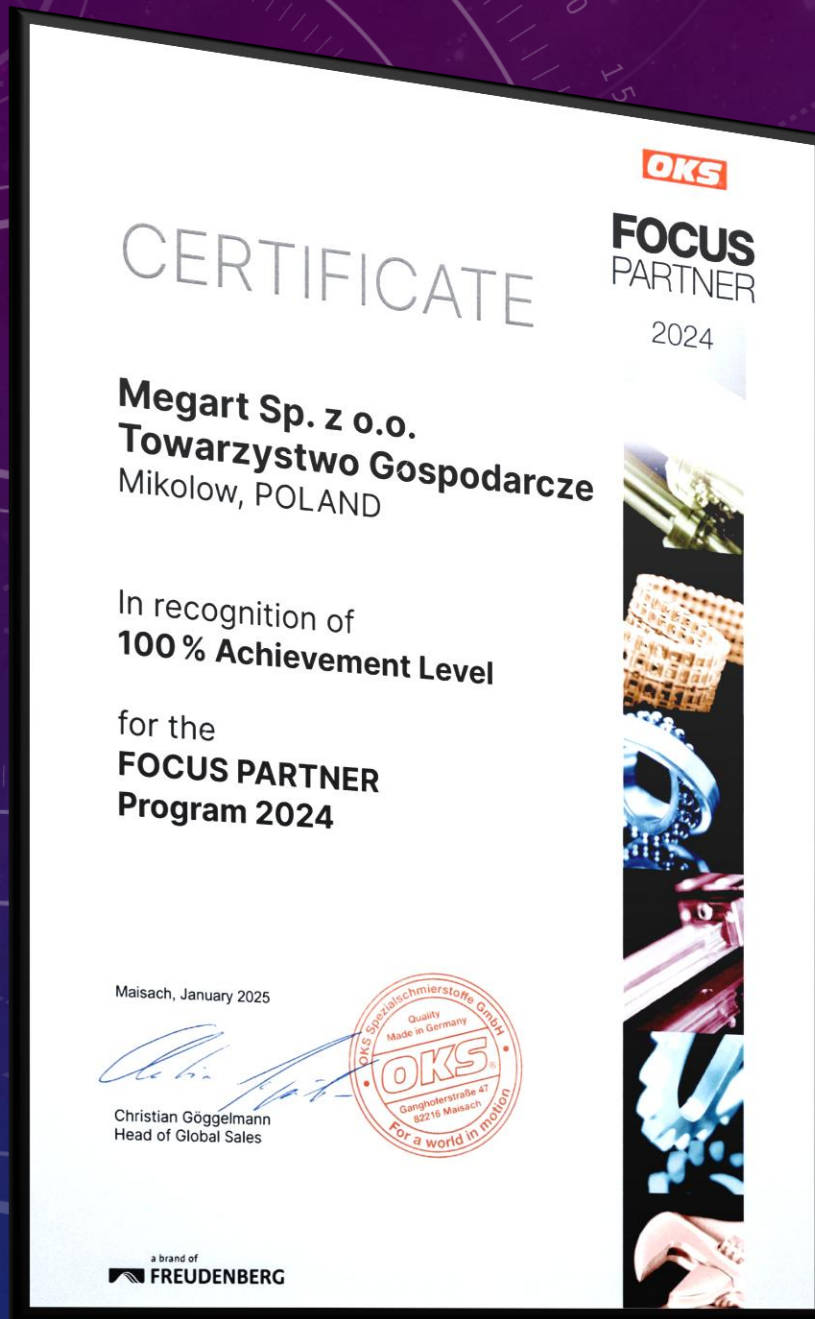 OKS
FOCUS
PARTNER
2024
CERTIFICATE
Megart Sp. z o.o.
Towarzystwo Gospodarcze
Mikolow, POLAND
In recognition of
100 % Achievement Level
for the
FOCUS PARTNER
Program 2024
Maisach, January 2025
Christian Göggelmann
Head of Global Sales
OKS Spezialschmierstoffe GmbH
Quality
Made in Germany
OKS®
Ganghoferstraße 47
82216 Maisach
For a world in motion
a brand of
FREUDENBERG
15